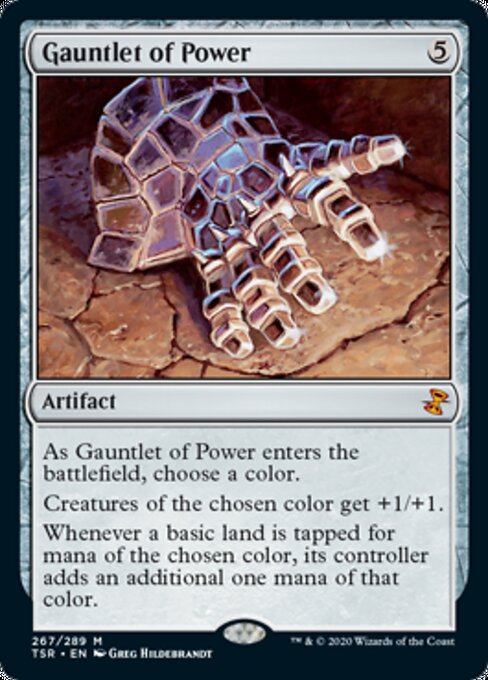 Gauntlet of Power 5
Artifact
As Gauntlet of Power enters the
battlefield, choose a color.
Creatures of the chosen color get +1/+1.
Whenever a basic land is tapped for
mana of the chosen color, its controller
adds an additional one mana of that
color.
267/289 M
TSR • EN Greg Hildebrandt
™ & © 2020 Wizards of the Coast